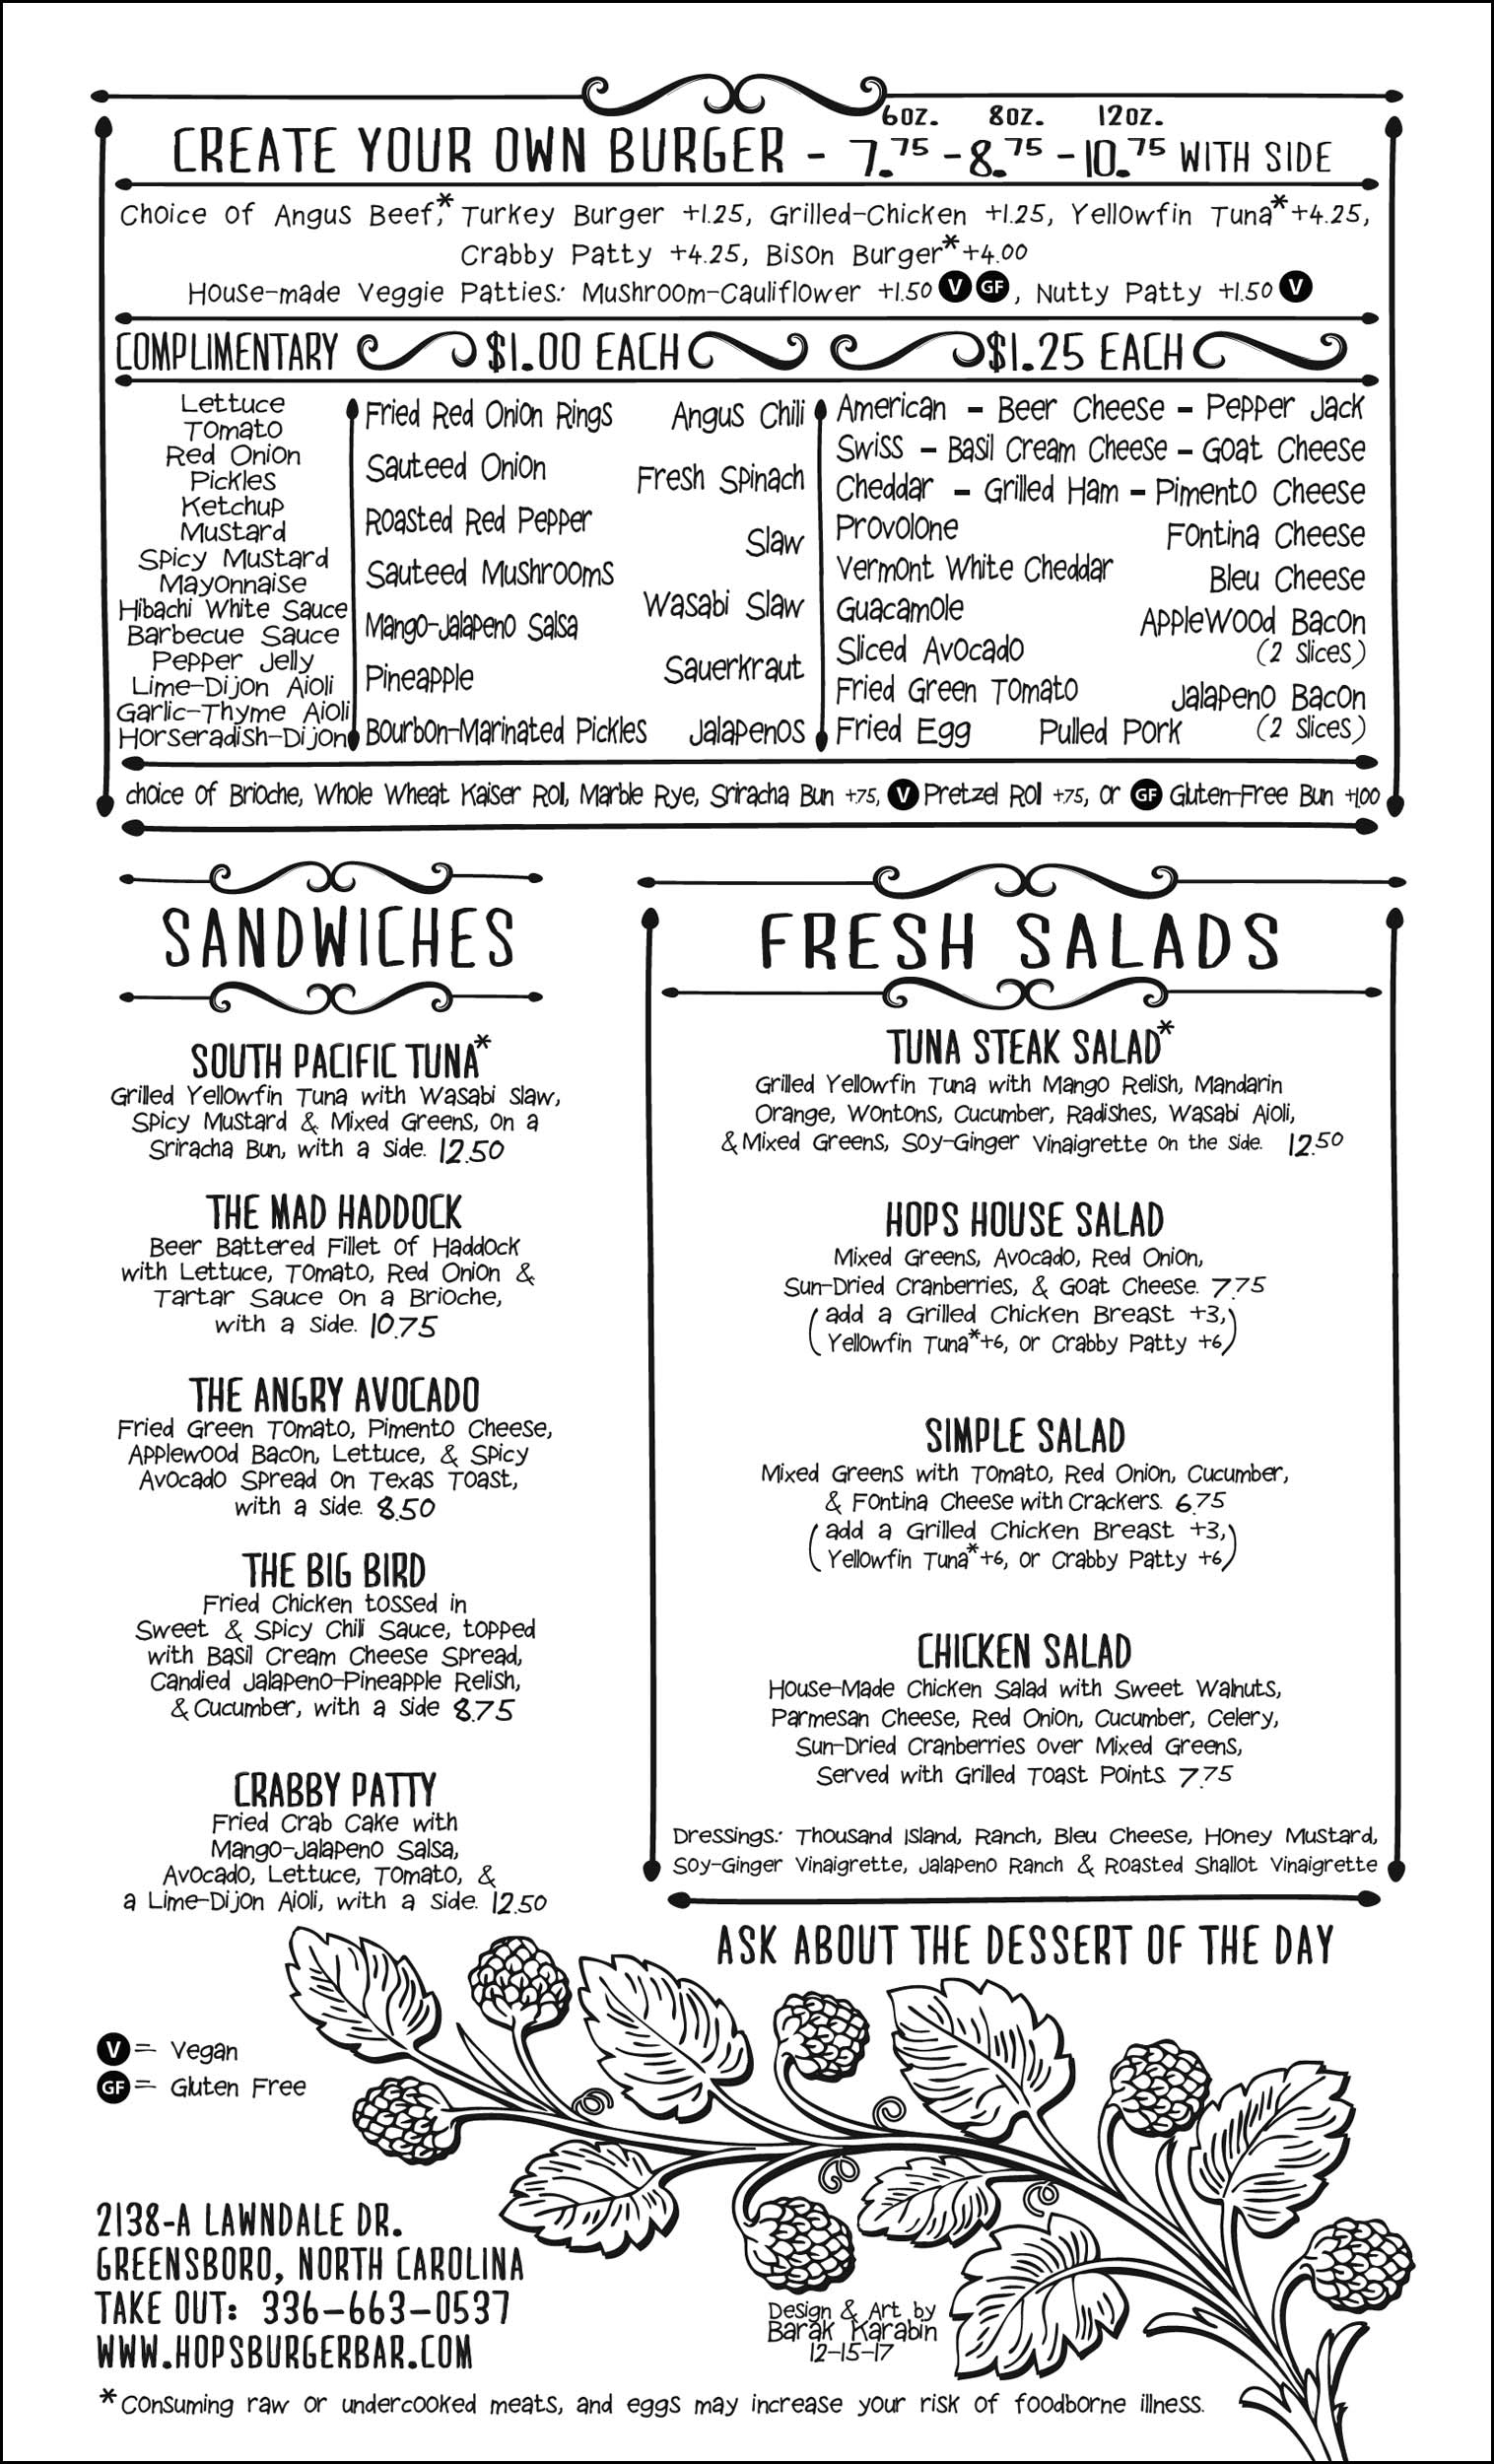 6oz. 8oz. 12oz.
CREATE YOUR OWN BURGER - 7.75 - 8.75 - 10.75 WITH SIDE
Choice of Angus Beef,* Turkey Burger +1.25, Grilled-Chicken +1.25, Yellowfin Tuna* +4.25,
Crabby Patty +4.25, Bison Burger* +4.00
House-made Veggie Patties: Mushroom-Cauliflower +1.50 V GF, Nutty Patty +1.50 V
COMPLIMENTARY
Lettuce
Tomato
Red Onion
Pickles
Ketchup
Mustard
Spicy Mustard
Mayonnaise
Hibachi White Sauce
Barbecue Sauce
Pepper Jelly
Lime-Dijon Aioli
Garlic-Thyme Aioli
Horseradish-Dijon
$1.00 EACH
Fried Red Onion Rings
Sauteed Onion
Roasted Red Pepper
Sauteed Mushrooms
Mango-Jalapeno Salsa
Pineapple
Bourbon-Marinated Pickles
Angus Chili
Fresh Spinach
Slaw
Wasabi Slaw
Sauerkraut
Jalapenos
$1.25 EACH
American - Beer Cheese - Pepper Jack
Swiss - Basil Cream Cheese - Goat Cheese
Cheddar - Grilled Ham - Pimento Cheese
Provolone
Vermont White Cheddar
Guacamole
Sliced Avocado
Fried Green Tomato
Fried Egg
Pulled Pork
Fontina Cheese
Bleu Cheese
Applewood Bacon
(2 slices)
Jalapeno Bacon
(2 slices)
choice of Brioche, Whole Wheat Kaiser Roll, Marble Rye, Sriracha Bun +.75, V Pretzel Roll +.75, or GF Gluten-Free Bun +1.00
SANDWICHES
SOUTH PACIFIC TUNA*
Grilled Yellowfin Tuna with Wasabi Slaw,
Spicy Mustard & Mixed Greens, on a
Sriracha Bun, with a side. 12.50
THE MAD HADDOCK
Beer Battered Fillet of Haddock
with Lettuce, Tomato, Red Onion &
Tartar Sauce on a Brioche,
with a side. 10.75
THE ANGRY AVOCADO
Fried Green Tomato, Pimento Cheese,
Applewood Bacon, Lettuce, & Spicy
Avocado Spread on Texas Toast,
with a side. 8.50
THE BIG BIRD
Fried Chicken tossed in
Sweet & Spicy Chili Sauce, topped
with Basil Cream Cheese Spread,
Candied Jalapeno-Pineapple Relish,
& Cucumber, with a side 8.75
CRABBY PATTY
Fried Crab Cake with
Mango-Jalapeno Salsa,
Avocado, Lettuce, Tomato, &
a Lime-Dijon Aioli, with a side. 12.50
FRESH SALADS
TUNA STEAK SALAD*
Grilled Yellowfin Tuna with Mango Relish, Mandarin
Orange, Wontons, Cucumber, Radishes, Wasabi Aioli,
& Mixed Greens, Soy-Ginger Vinaigrette on the side. 12.50
HOPS HOUSE SALAD
Mixed Greens, Avocado, Red Onion,
Sun-Dried Cranberries, & Goat Cheese. 7.75
(add a Grilled Chicken Breast +3,
Yellowfin Tuna* +6, or Crabby Patty +6)
SIMPLE SALAD
Mixed Greens with Tomato, Red Onion, Cucumber,
& Fontina Cheese with Crackers. 6.75
(add a Grilled Chicken Breast +3,
Yellowfin Tuna* +6, or Crabby Patty +6)
CHICKEN SALAD
House-Made Chicken Salad with Sweet Walnuts,
Parmesan Cheese, Red Onion, Cucumber, Celery,
Sun-Dried Cranberries over Mixed Greens,
Served with Grilled Toast Points. 7.75
Dressings: Thousand Island, Ranch, Bleu Cheese, Honey Mustard,
Soy-Ginger Vinaigrette, Jalapeno Ranch & Roasted Shallot Vinaigrette
ASK ABOUT THE DESSERT OF THE DAY
V = Vegan
GF = Gluten Free
2138-A LAWNDALE DR.
GREENSBORO, NORTH CAROLINA
TAKE OUT: 336-663-0537
WWW.HOPSBURGERBAR.COM
Design & Art by
Barak Karabin
12-15-17
*Consuming raw or undercooked meats, and eggs may increase your risk of foodborne illness.